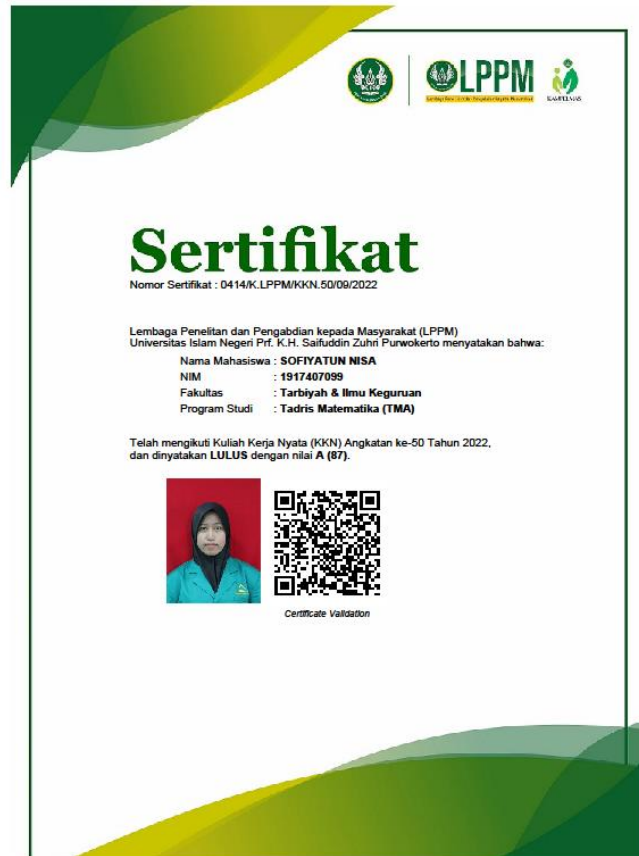 LPPM
KAMPELMAS
Sertifikat
Nomor Sertifikat : 0414/K.LPPM/KKN.50/09/2022
Lembaga Penelitan dan Pengabdian kepada Masyarakat (LPPM)
Universitas Islam Negeri Prf. K.H. Saifuddin Zuhri Purwokerto menyatakan bahwa:
Nama Mahasiswa : SOFIYATUN NISA
NIM : 1917407099
Fakultas : Tarbiyah & Ilmu Keguruan
Program Studi : Tadris Matematika (TMA)
Telah mengikuti Kuliah Kerja Nyata (KKN) Angkatan ke-50 Tahun 2022,
dan dinyatakan LULUS dengan nilai A (87).
Certificate Validation